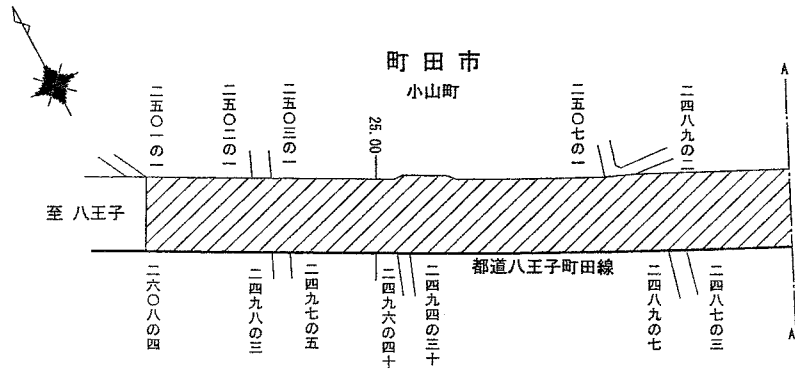 町田市
小山町
二五〇一の一
二五〇二の一
二五〇三の一
25.00
二五〇七の一
二四八九の二
A
至 八王子
都道八王子町田線
二六〇八の四
二四九八の三
二四九七の五
二四九六の四十
二四九四の三十
二四八九の七
二四八七の三
A